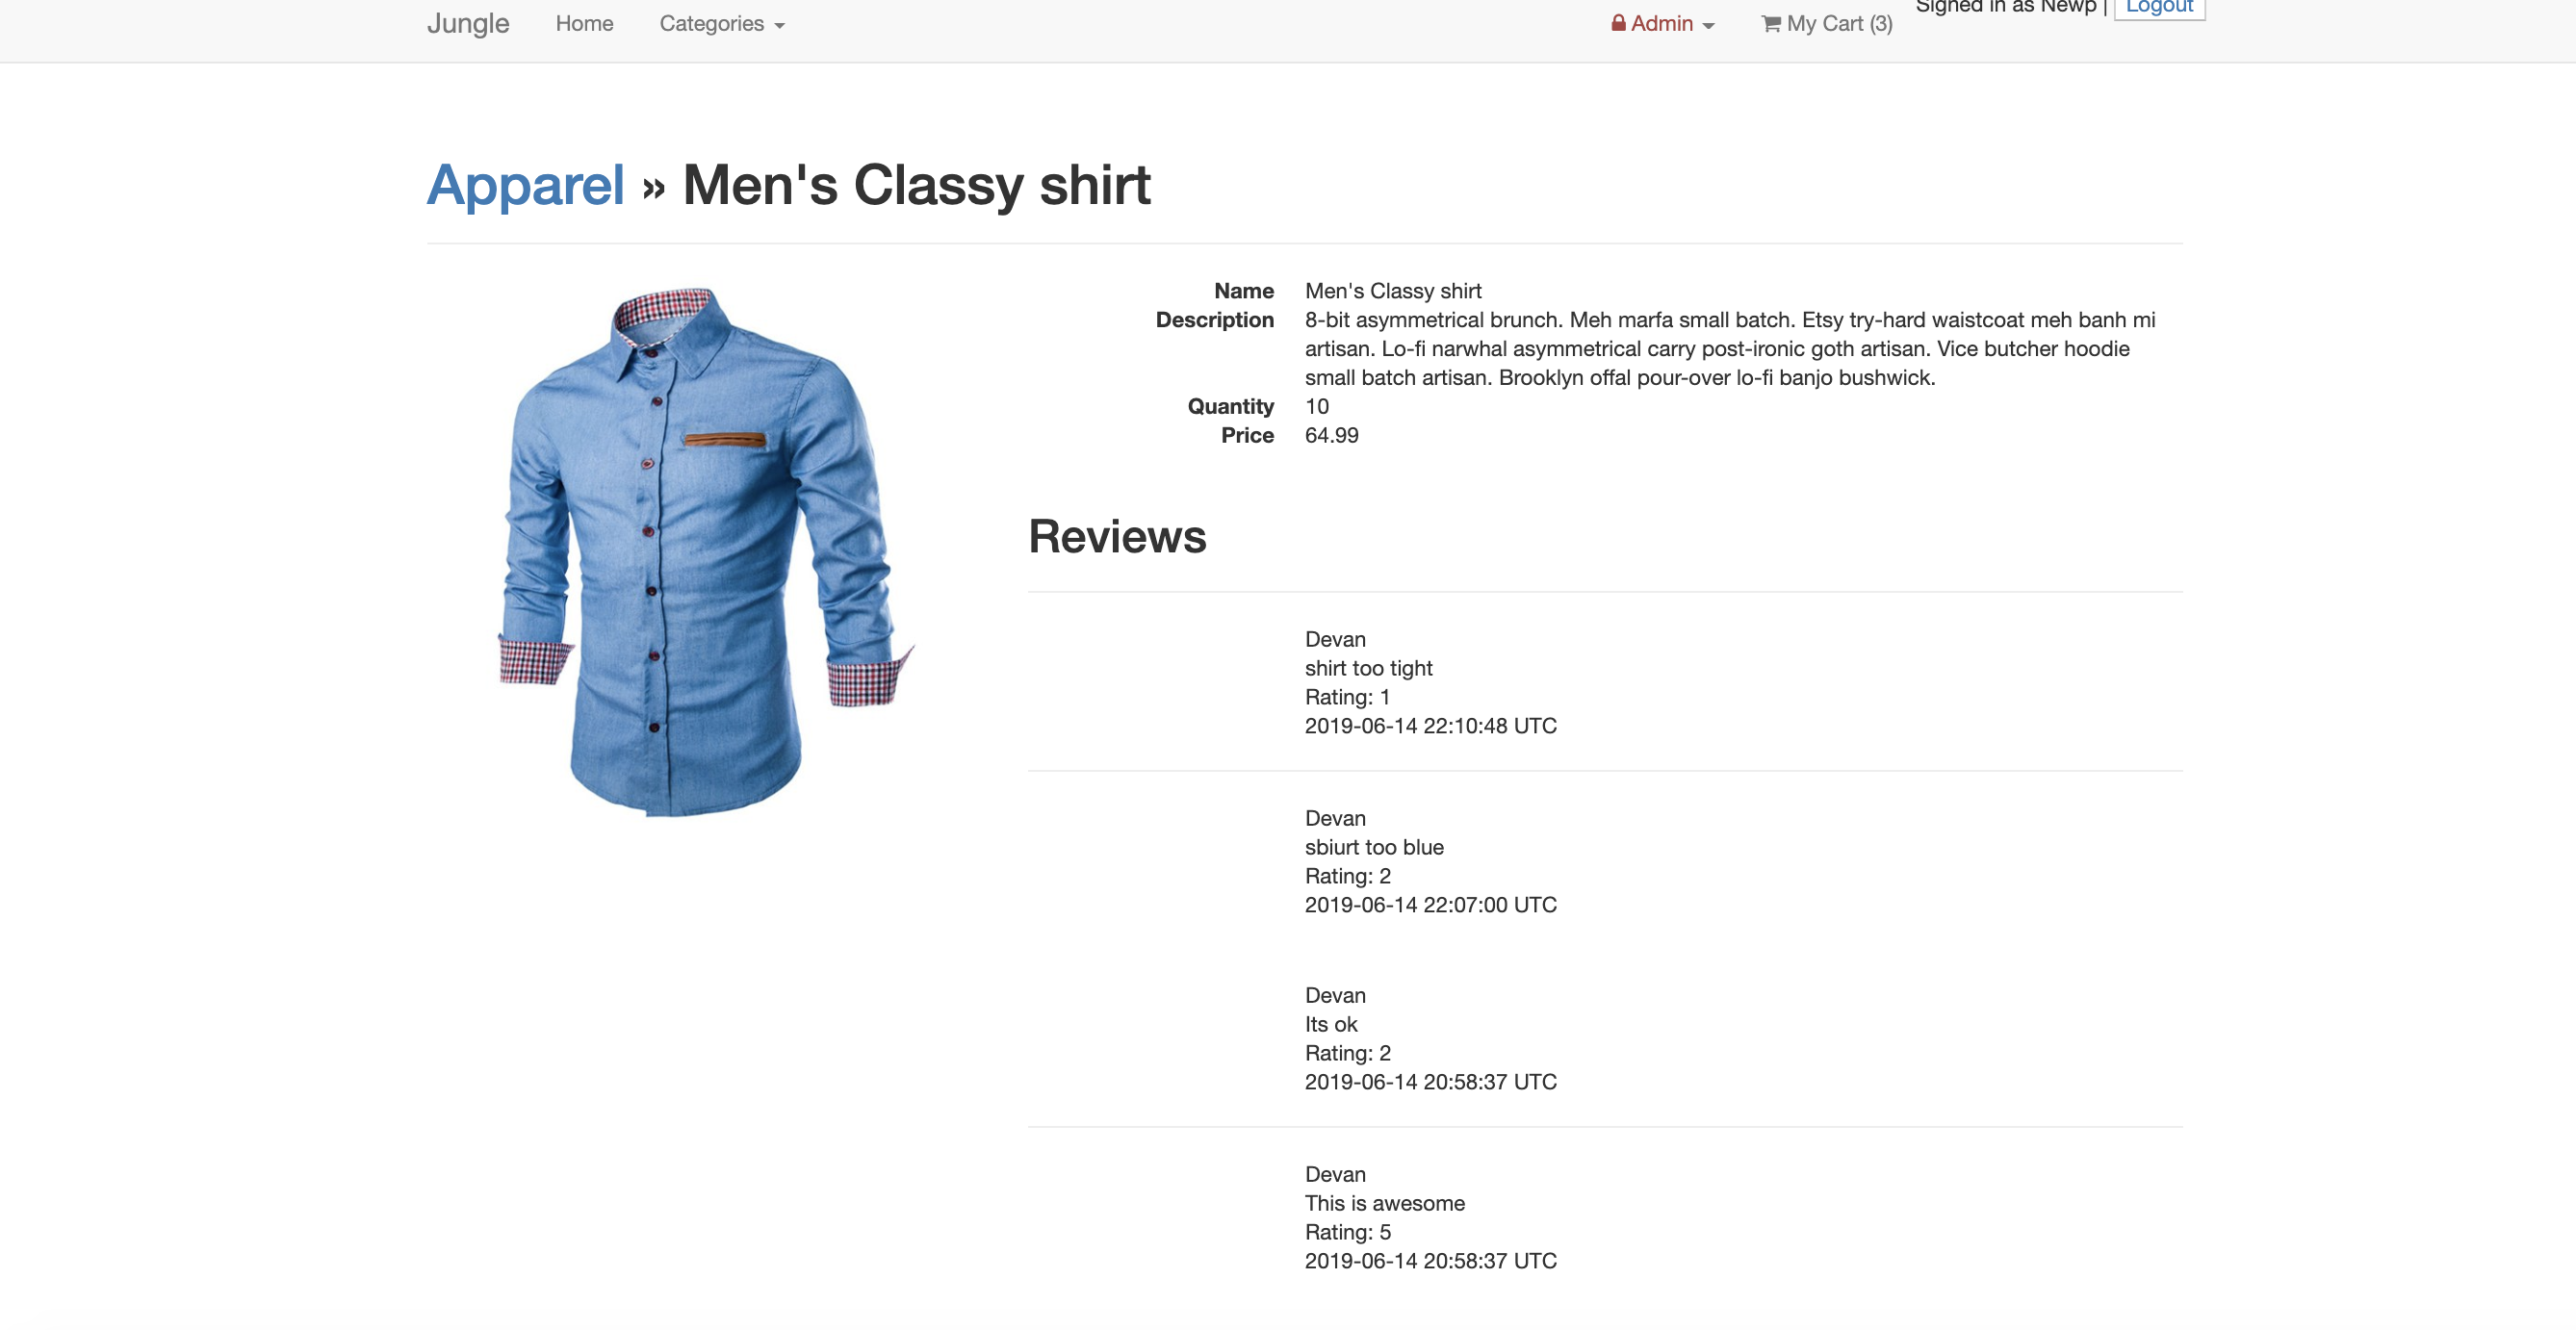 Jungle Home Categories Admin My Cart (3) Signed in as Newp | Logout
Apparel » Men's Classy shirt
Name Men's Classy shirt
Description 8-bit asymmetrical brunch. Meh marfa small batch. Etsy try-hard waistcoat meh banh mi
artisan. Lo-fi narwhal asymmetrical carry post-ironic goth artisan. Vice butcher hoodie
small batch artisan. Brooklyn offal pour-over lo-fi banjo bushwick.
Quantity 10
Price 64.99
Reviews
Devan
shirt too tight
Rating: 1
2019-06-14 22:10:48 UTC
Devan
sbiurt too blue
Rating: 2
2019-06-14 22:07:00 UTC
Devan
Its ok
Rating: 2
2019-06-14 20:58:37 UTC
Devan
This is awesome
Rating: 5
2019-06-14 20:58:37 UTC